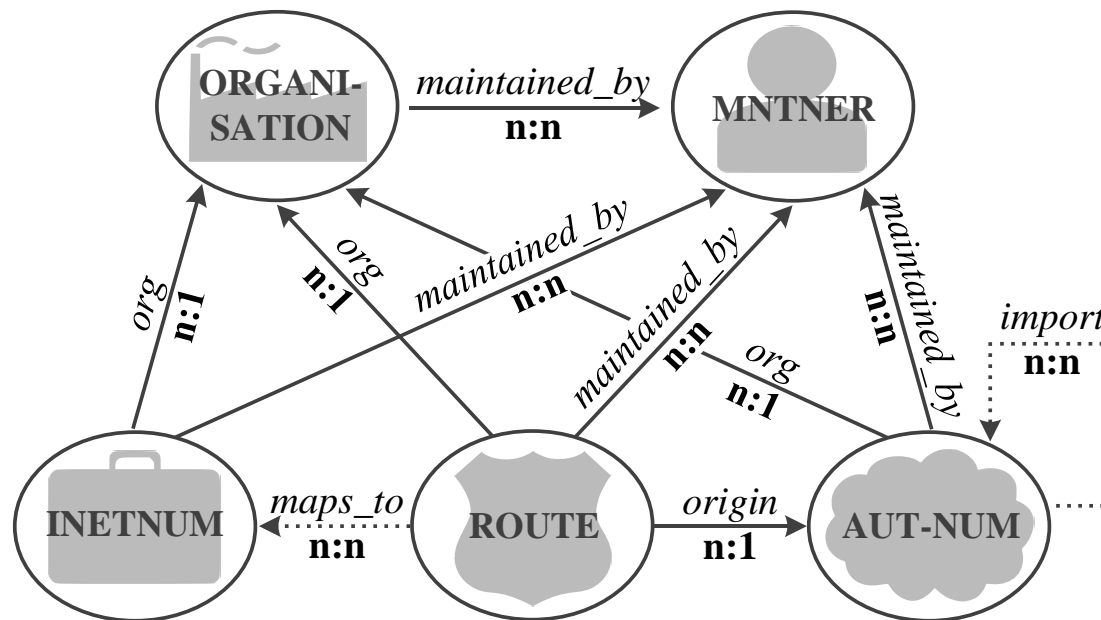 ORGANI-
SATION
maintained_by
n:n
MNTNER
org
n:1
org
n:1
maintained_by
n:n
maintained_by
n:n
org
n:1
maintained_by
n:n
import
n:n
INETNUM
maps_to
n:n
ROUTE
origin
n:1
AUT-NUM